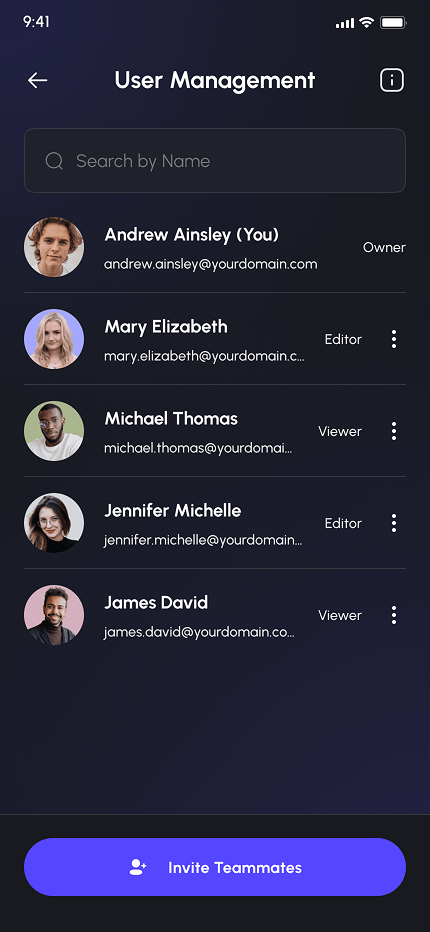 9:41
User Management
Search by Name
Andrew Ainsley (You)
andrew.ainsley@yourdomain.com
Owner
Mary Elizabeth
mary.elizabeth@yourdomain.c...
Editor
Michael Thomas
michael.thomas@yourdomai...
Viewer
Jennifer Michelle
jennifer.michelle@yourdomain...
Editor
James David
james.david@yourdomain.co...
Viewer
Invite Teammates